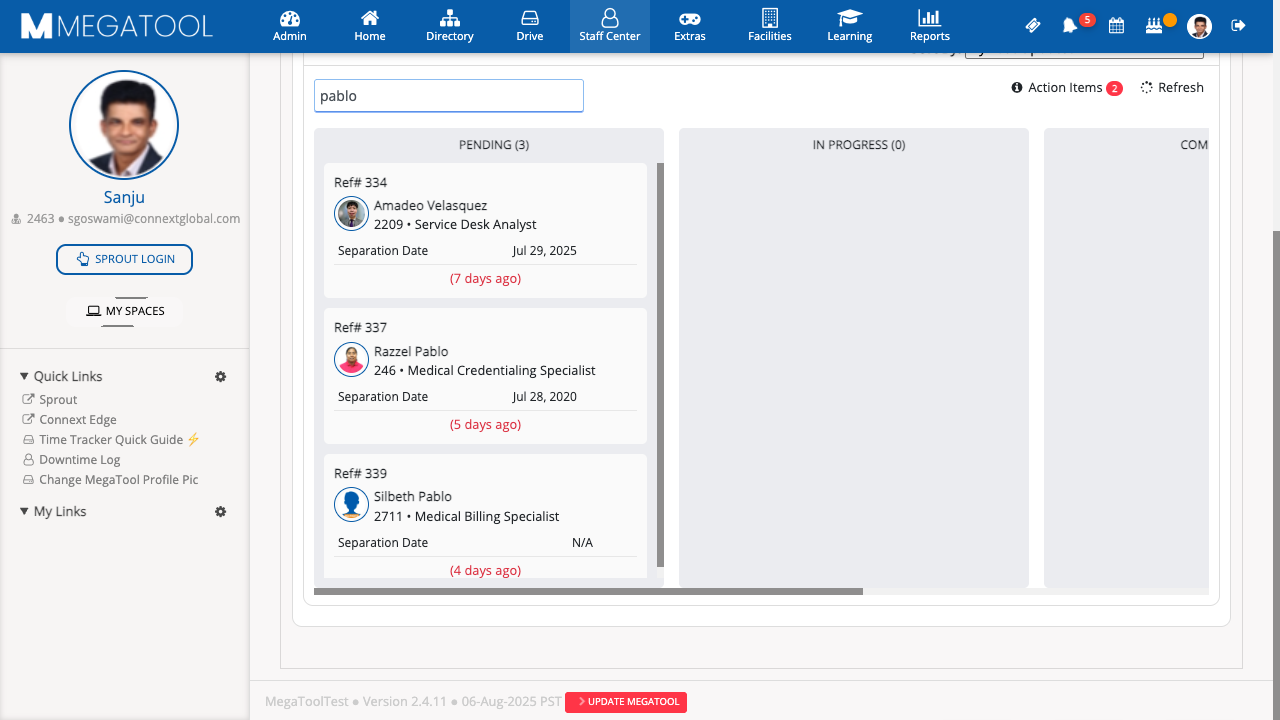 MEGATOOL
Admin
Home
Directory
Drive
Staff Center
Extras
Facilities
Learning
Reports
5
Sanju
2463 ● sgoswami@connextglobal.com
SPROUT LOGIN
MY SPACES
Quick Links
Sprout
Connext Edge
Time Tracker Quick Guide ⚡
Downtime Log
Change MegaTool Profile Pic
My Links
pablo
Action Items 2
Refresh
PENDING (3)
Ref# 334
Amadeo Velasquez
2209 • Service Desk Analyst
Separation Date Jul 29, 2025
(7 days ago)
Ref# 337
Razzel Pablo
246 • Medical Credentialing Specialist
Separation Date Jul 28, 2020
(5 days ago)
Ref# 339
Silbeth Pablo
2711 • Medical Billing Specialist
Separation Date N/A
(4 days ago)
IN PROGRESS (0)
COM
MegaToolTest ● Version 2.4.11 ● 06-Aug-2025 PST
UPDATE MEGATOOL